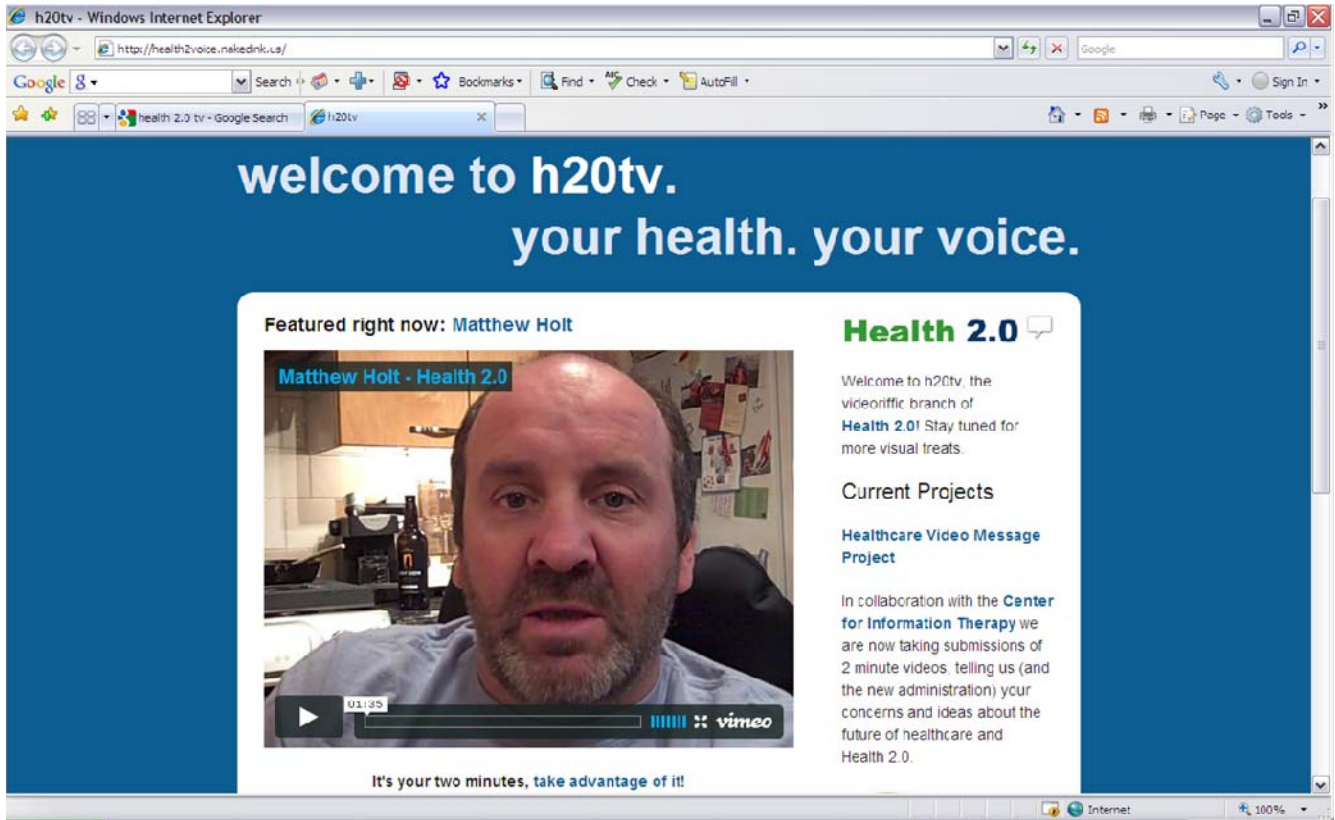 h20tv - Windows Internet Explorer
http://health2voice.nakednk.us/
Google
Google
Search
Bookmarks
Find
Check
AutoFill
Sign In
health 2.0 tv - Google Search
h20tv
Page
Tools
welcome to h20tv.
your health. your voice.
Featured right now: Matthew Holt
Matthew Holt - Health 2.0
01:35
vimeo
It's your two minutes, take advantage of it!
Health 2.0
Welcome to h20tv, the
videoriffic branch of
Health 2.0! Stay tuned for
more visual treats.
Current Projects
Healthcare Video Message
Project
In collaboration with the Center
for Information Therapy we
are now taking submissions of
2 minute videos, telling us (and
the new administration) your
concerns and ideas about the
future of healthcare and
Health 2.0.
Internet
100%